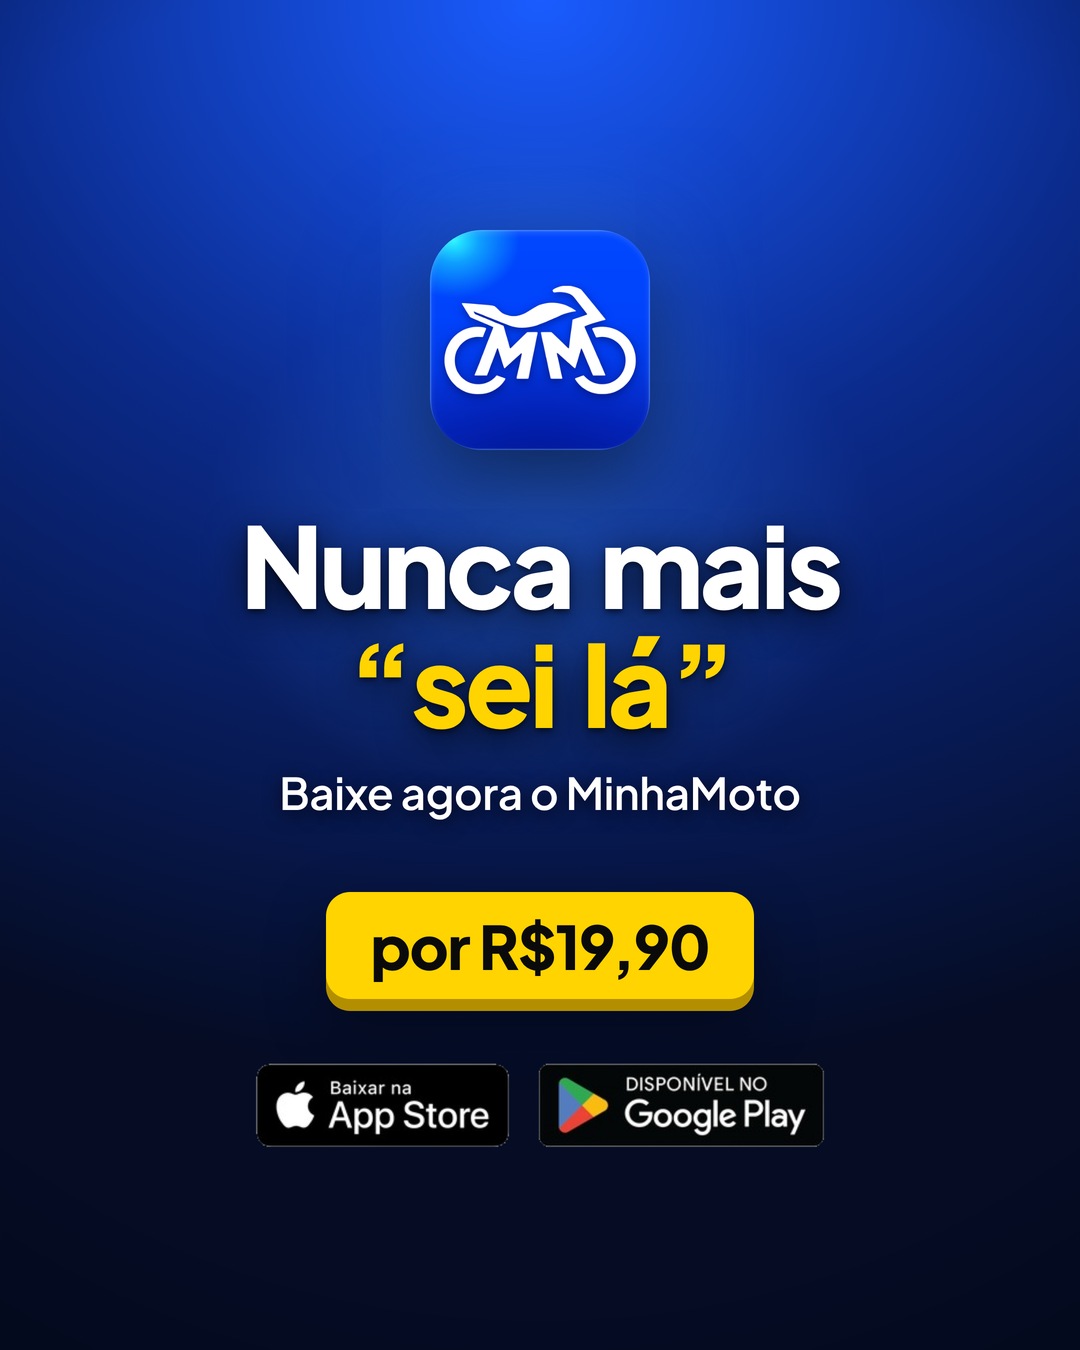 MM
Nunca mais
“sei lá”
Baixe agora o MinhaMoto
por R$19,90
Baixar na
App Store
DISPONÍVEL NO
Google Play